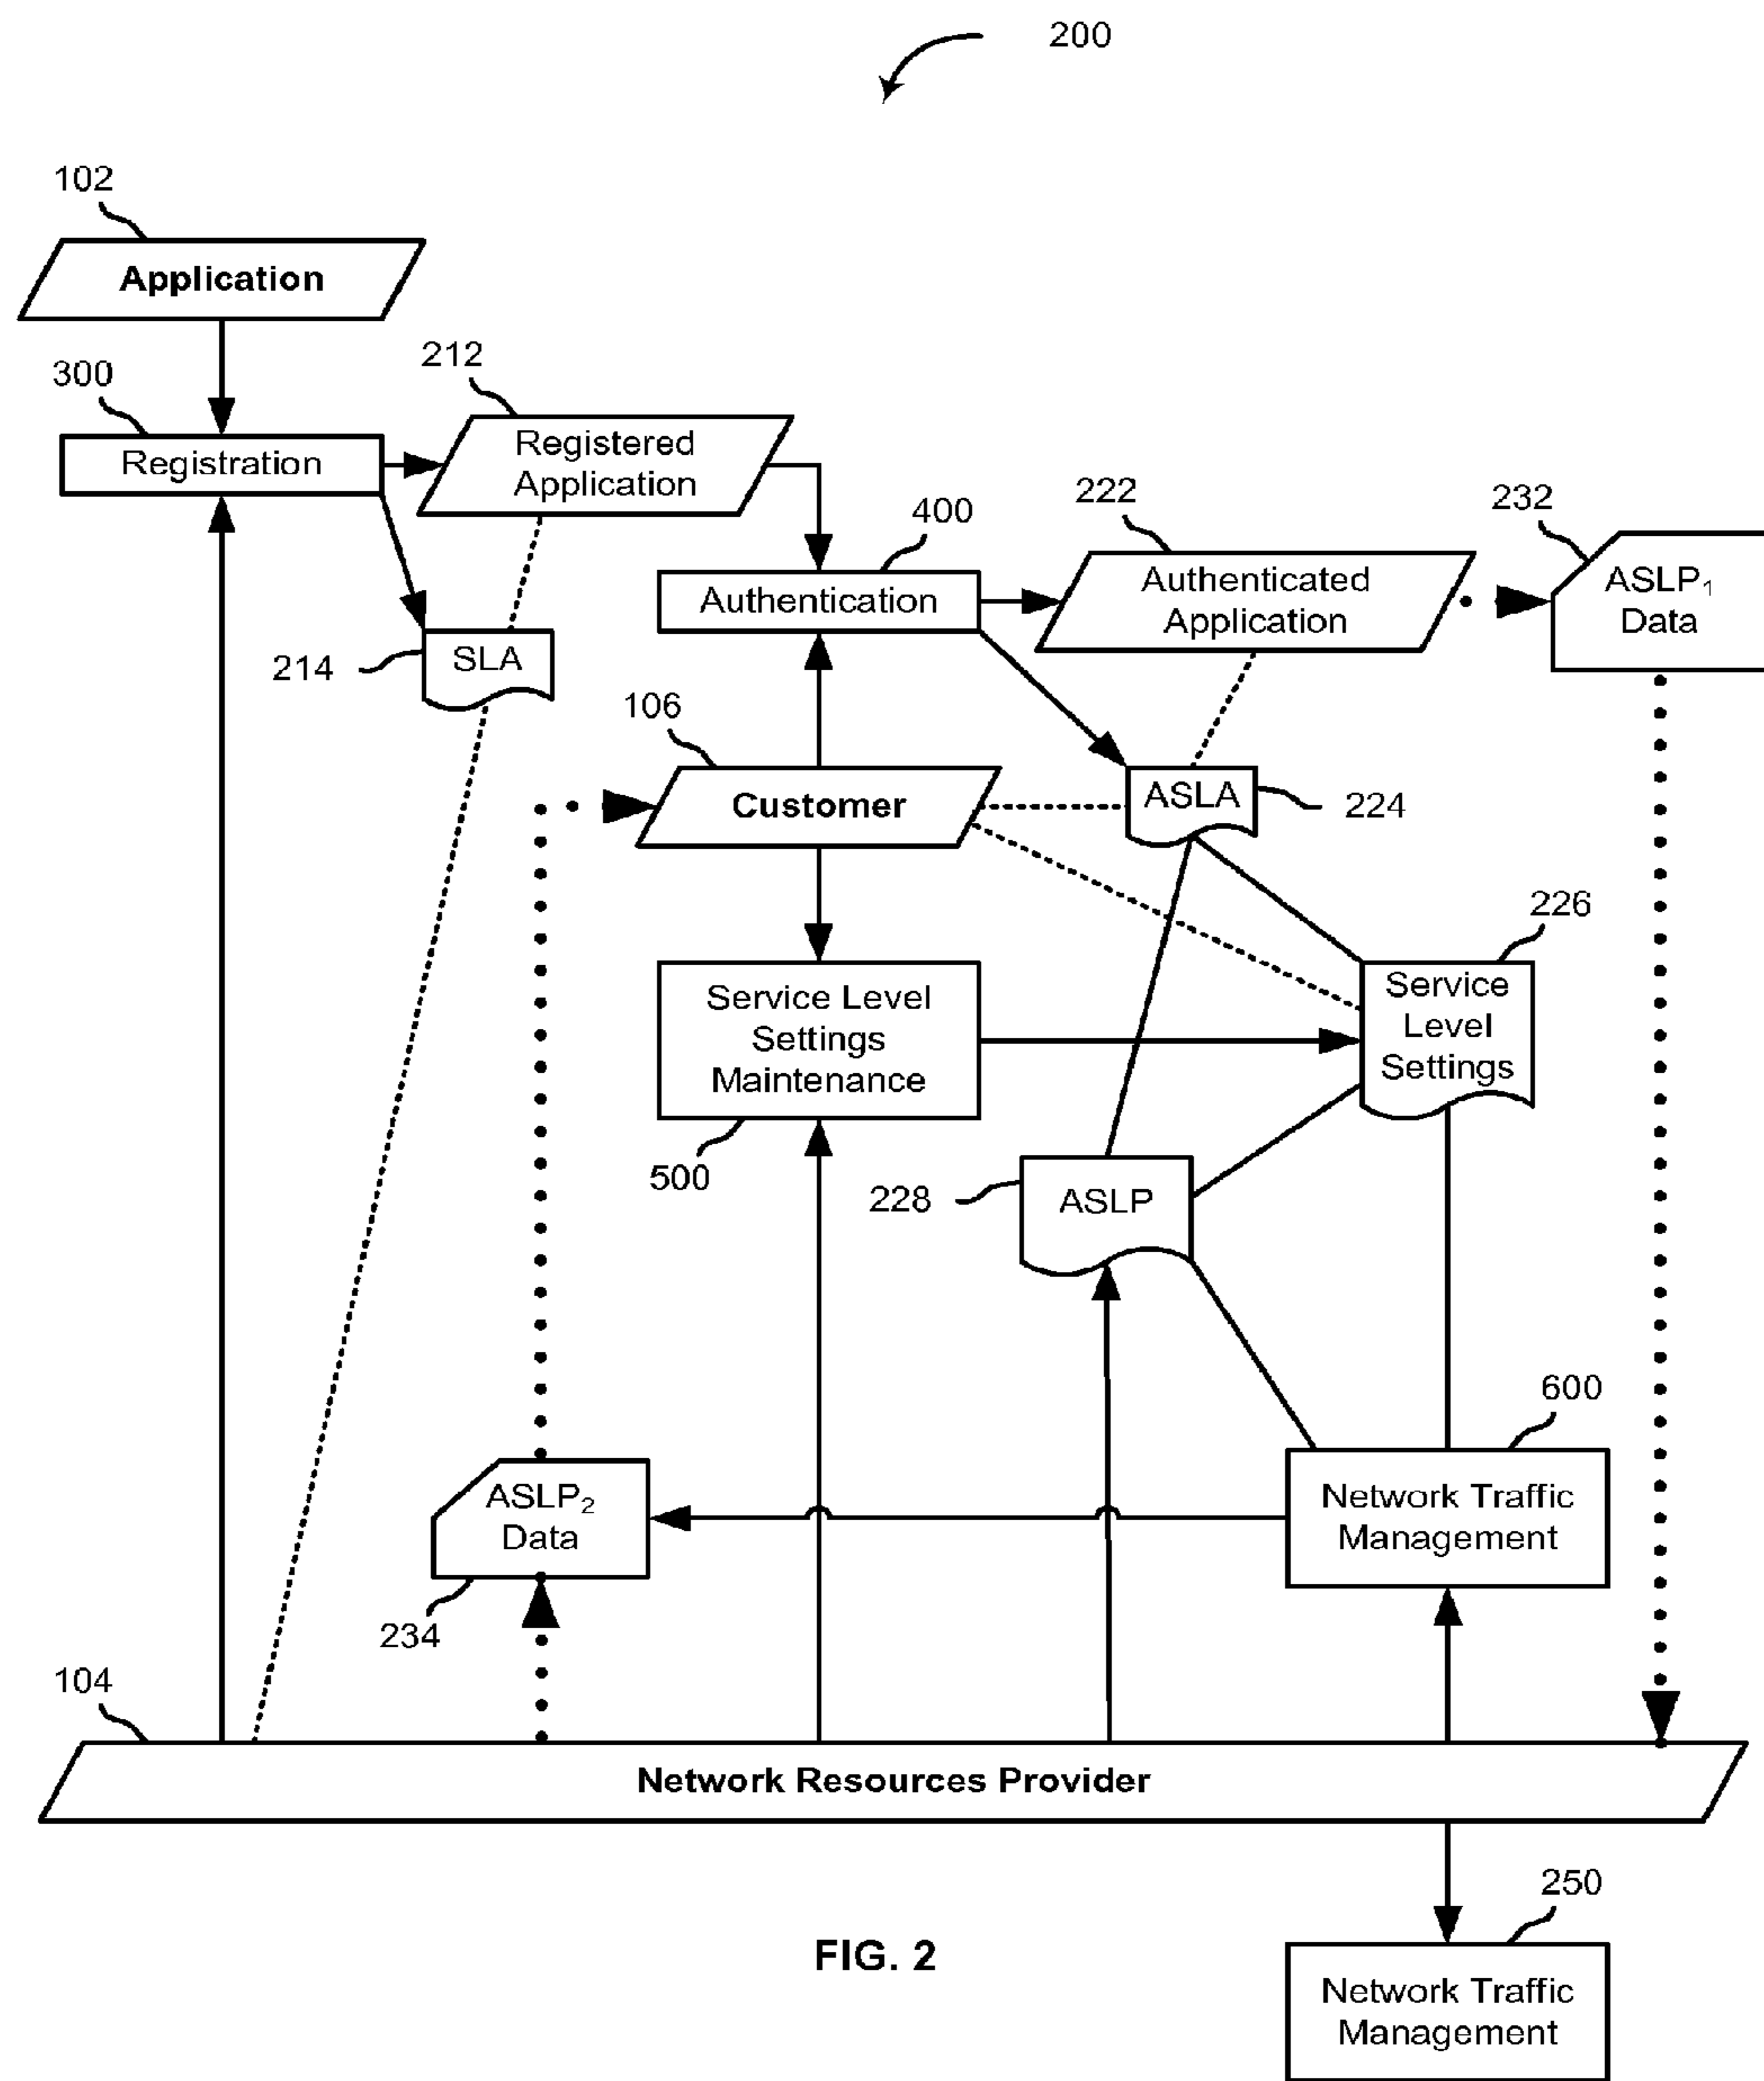 200
102
Application
300
212
Registration
Registered
Application
400
222
232
Authentication
Authenticated
Application
ASLP₁
Data
214
SLA
106
Customer
ASLA
224
226
Service Level
Settings
Maintenance
Service
Level
Settings
500
228
ASLP
600
ASLP₂
Data
Network Traffic
Management
234
104
Network Resources Provider
250
FIG. 2
Network Traffic
Management